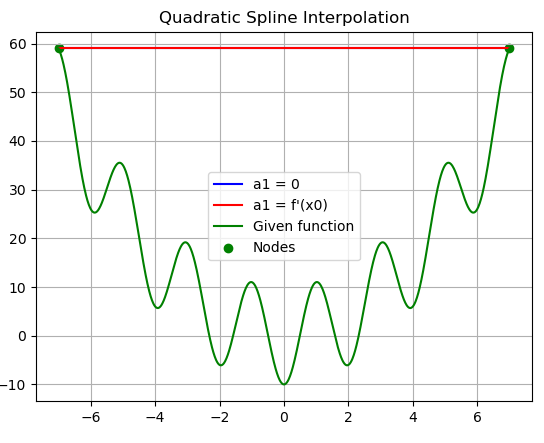 Quadratic Spline Interpolation
60
50
40
30
20
10
0
−10
a1 = 0
a1 = f'(x0)
Given function
Nodes
−6 −4 −2 0 2 4 6